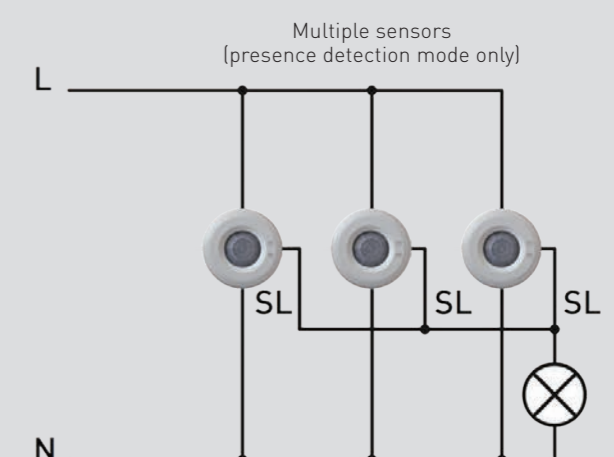 Multiple sensors
(presence detection mode only)
L
SL
SL
SL
N